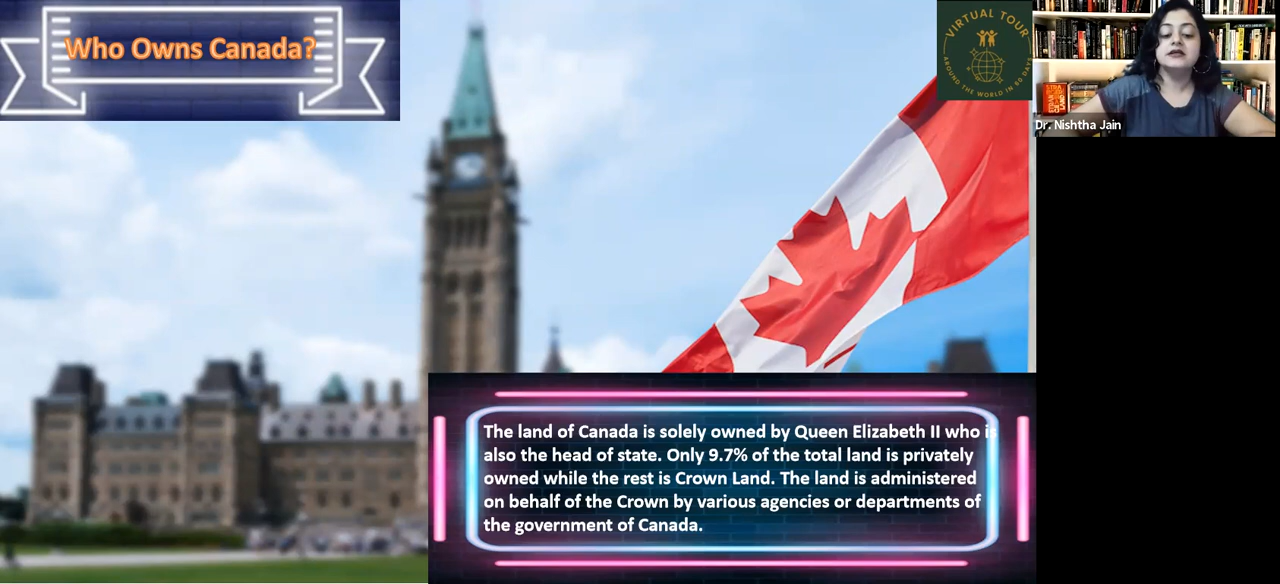 Who Owns Canada?
VIRTUAL TOUR
AROUND THE WORLD IN 80 DAYS
Dr. Nishtha Jain
The land of Canada is solely owned by Queen Elizabeth II who is
also the head of state. Only 9.7% of the total land is privately
owned while the rest is Crown Land. The land is administered
on behalf of the Crown by various agencies or departments of
the government of Canada.